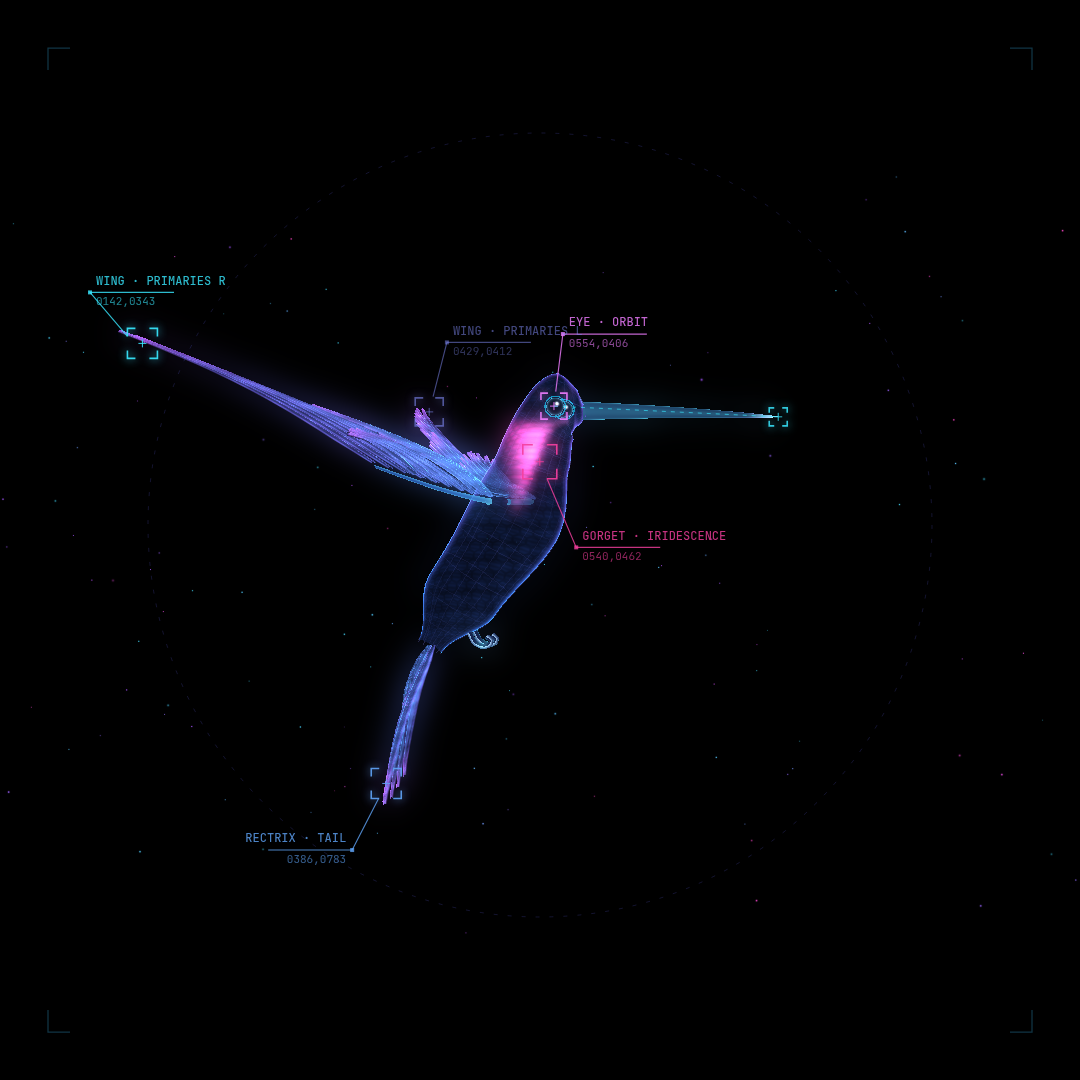 WING · PRIMARIES R
0142,0343
EYE · ORBIT
0554,0406
WING · PRIMARIES L
0429,0412
GORGET · IRIDESCENCE
0540,0462
RECTRIX · TAIL
0386,0783